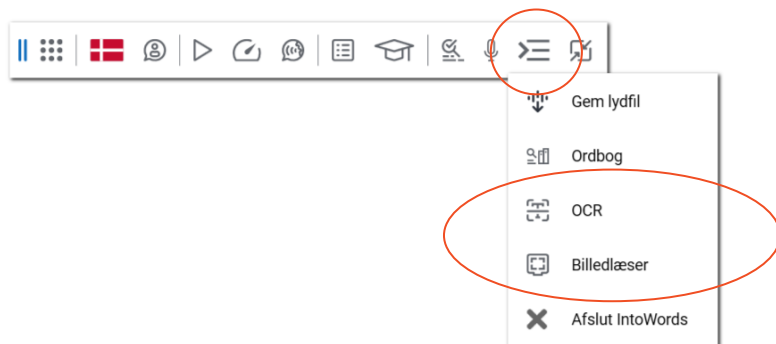 Gem lydfil
Ordbog
OCR
Billedlæser
Afslut IntoWords